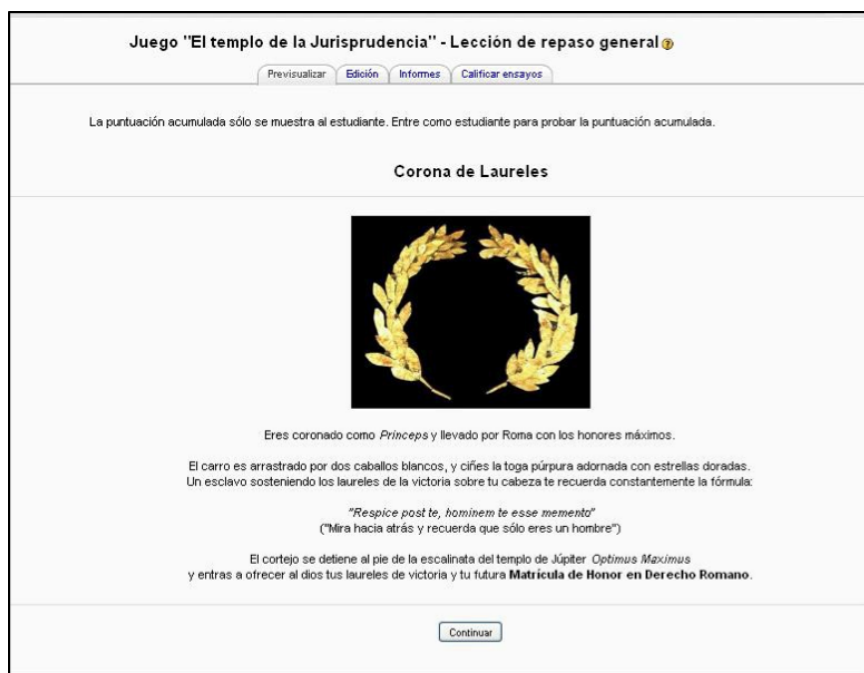 Juego "El templo de la Jurisprudencia" - Lección de repaso general
Previsualizar Edición Informes Calificar ensayos
La puntuación acumulada sólo se muestra al estudiante. Entre como estudiante para probar la puntuación acumulada.
Corona de Laureles
Eres coronado como Princeps y llevado por Roma con los honores máximos.
El carro es arrastrado por dos caballos blancos, y ciñes la toga púrpura adornada con estrellas doradas.
Un esclavo sosteniendo los laureles de la victoria sobre tu cabeza te recuerda constantemente la fórmula:
"Respice post te, hominem te esse memento"
("Mira hacia atrás y recuerda que sólo eres un hombre")
El cortejo se detiene al pie de la escalinata del templo de Júpiter Optimus Maximus
y entras a ofrecer al dios tus laureles de victoria y tu futura Matrícula de Honor en Derecho Romano.
Continuar